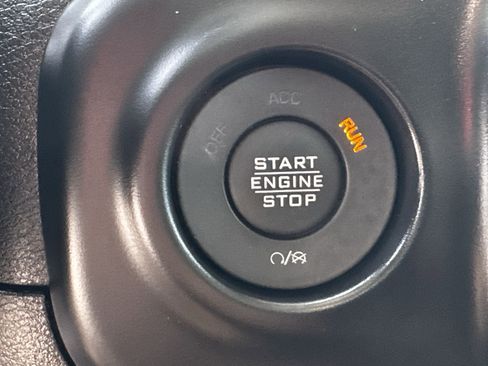 OFF
ACC
RUN
START
ENGINE
STOP